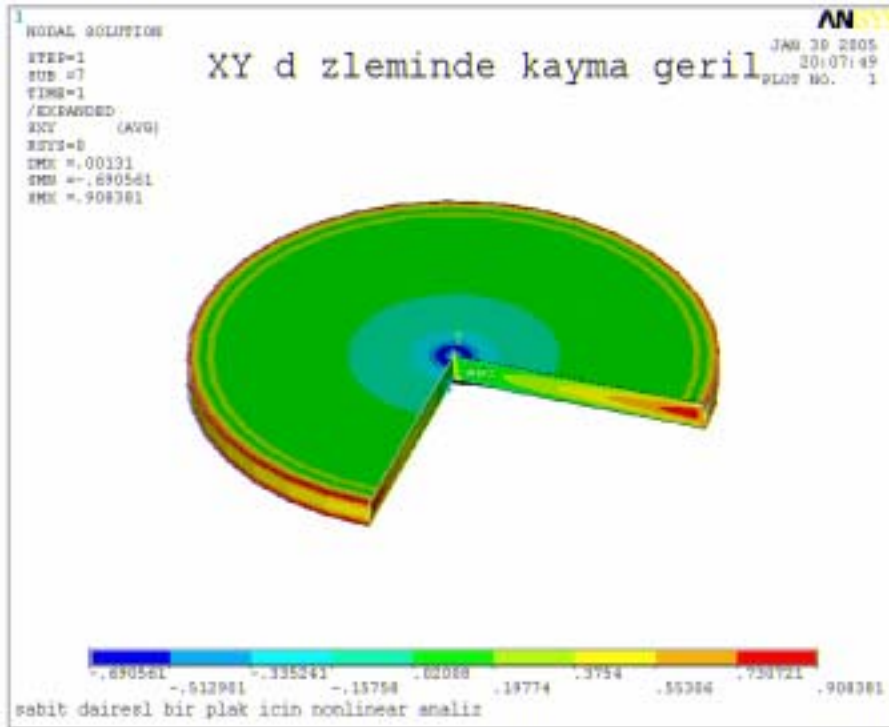 1
NODAL SOLUTION
STEP=1
SUB =7
TIME=1
/EXPANDED
SXY (AVG)
RSYS=0
DMX =.00131
SMN =-.690561
SMX =.908381
XY d zleminde kayma geril
ANSYS
JAN 30 2005
20:07:49
PLOT NO. 1
-.690561 -.335241 .02008 .3754 .730721
-.512901 -.15758 .19774 .55306 .908381
sabit dairesl bir plak icin nonlinear analiz